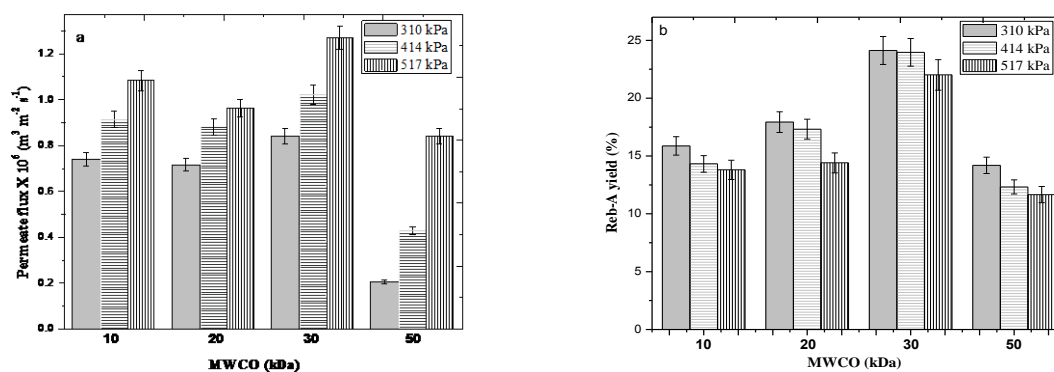 a
310 kPa
414 kPa
517 kPa
1.2
1.0
0.8
0.6
0.4
0.2
0.0
Permeate flux X 10⁶ (m³ m⁻² s⁻¹)
10 20 30 50
MWCO (kDa)
b
310 kPa
414 kPa
517 kPa
25
20
15
10
5
0
Reb-A yield (%)
10 20 30 50
MWCO (kDa)